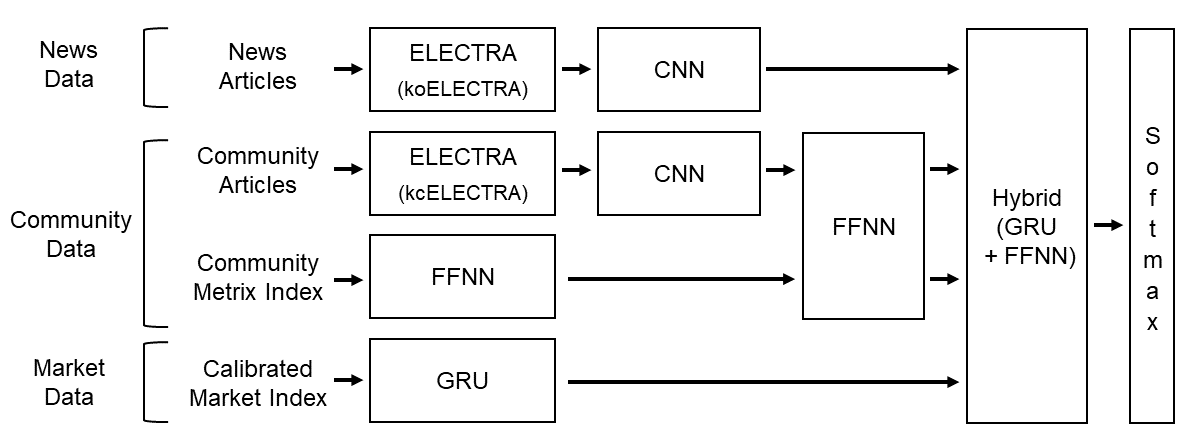 News
Data
News
Articles
ELECTRA
(koELECTRA)
CNN
Community
Data
Community
Articles
ELECTRA
(kcELECTRA)
CNN
Community
Metrix Index
FFNN
FFNN
Market
Data
Calibrated
Market Index
GRU
Hybrid
(GRU
+ FFNN)
Softmax